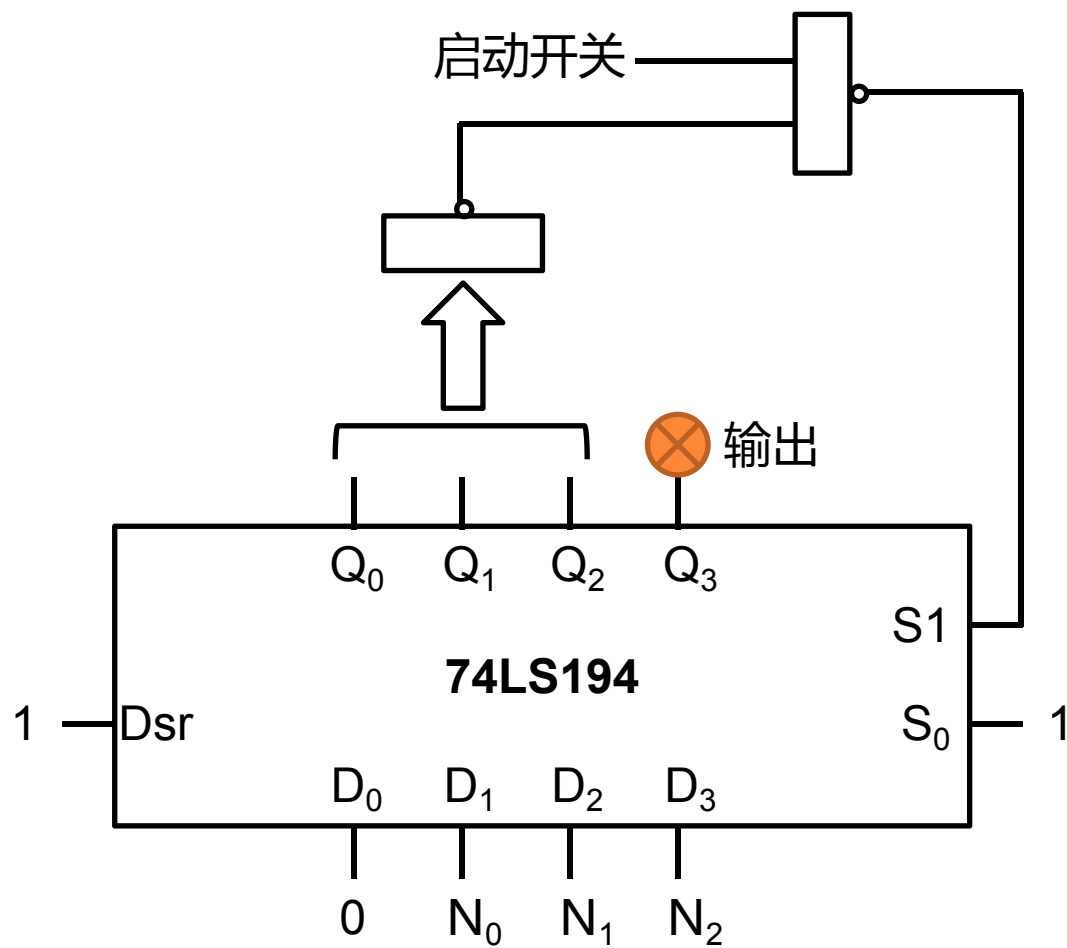 启动开关
输出
Q₀ Q₁ Q₂ Q₃
S1
74LS194
1 Dsr S₀ 1
D₀ D₁ D₂ D₃
0 N₀ N₁ N₂